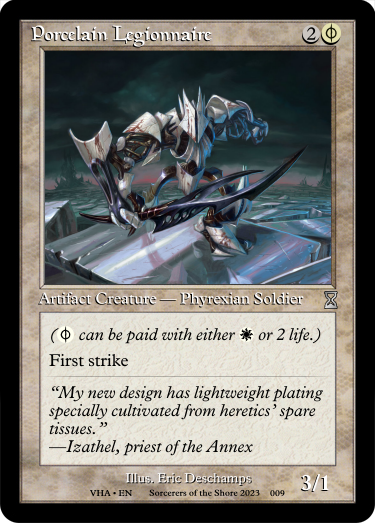 Porcelain Legionnaire 2
Artifact Creature — Phyrexian Soldier
( can be paid with either or 2 life.)
First strike
“My new design has lightweight plating
specially cultivated from heretics’ spare
tissues.”
—Izathel, priest of the Annex
Illus. Eric Deschamps
3/1
VHA • EN Sorcerers of the Shore 2023 009